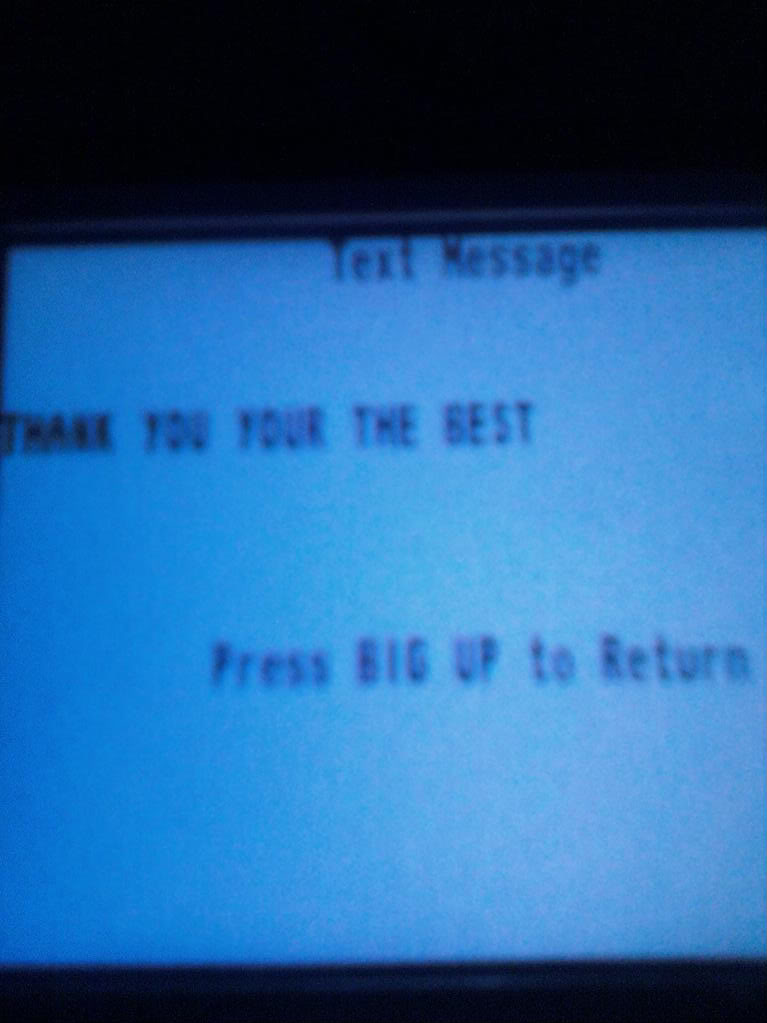 Text Message
THANK YOU YOUR THE BEST
Press BIG UP to Return